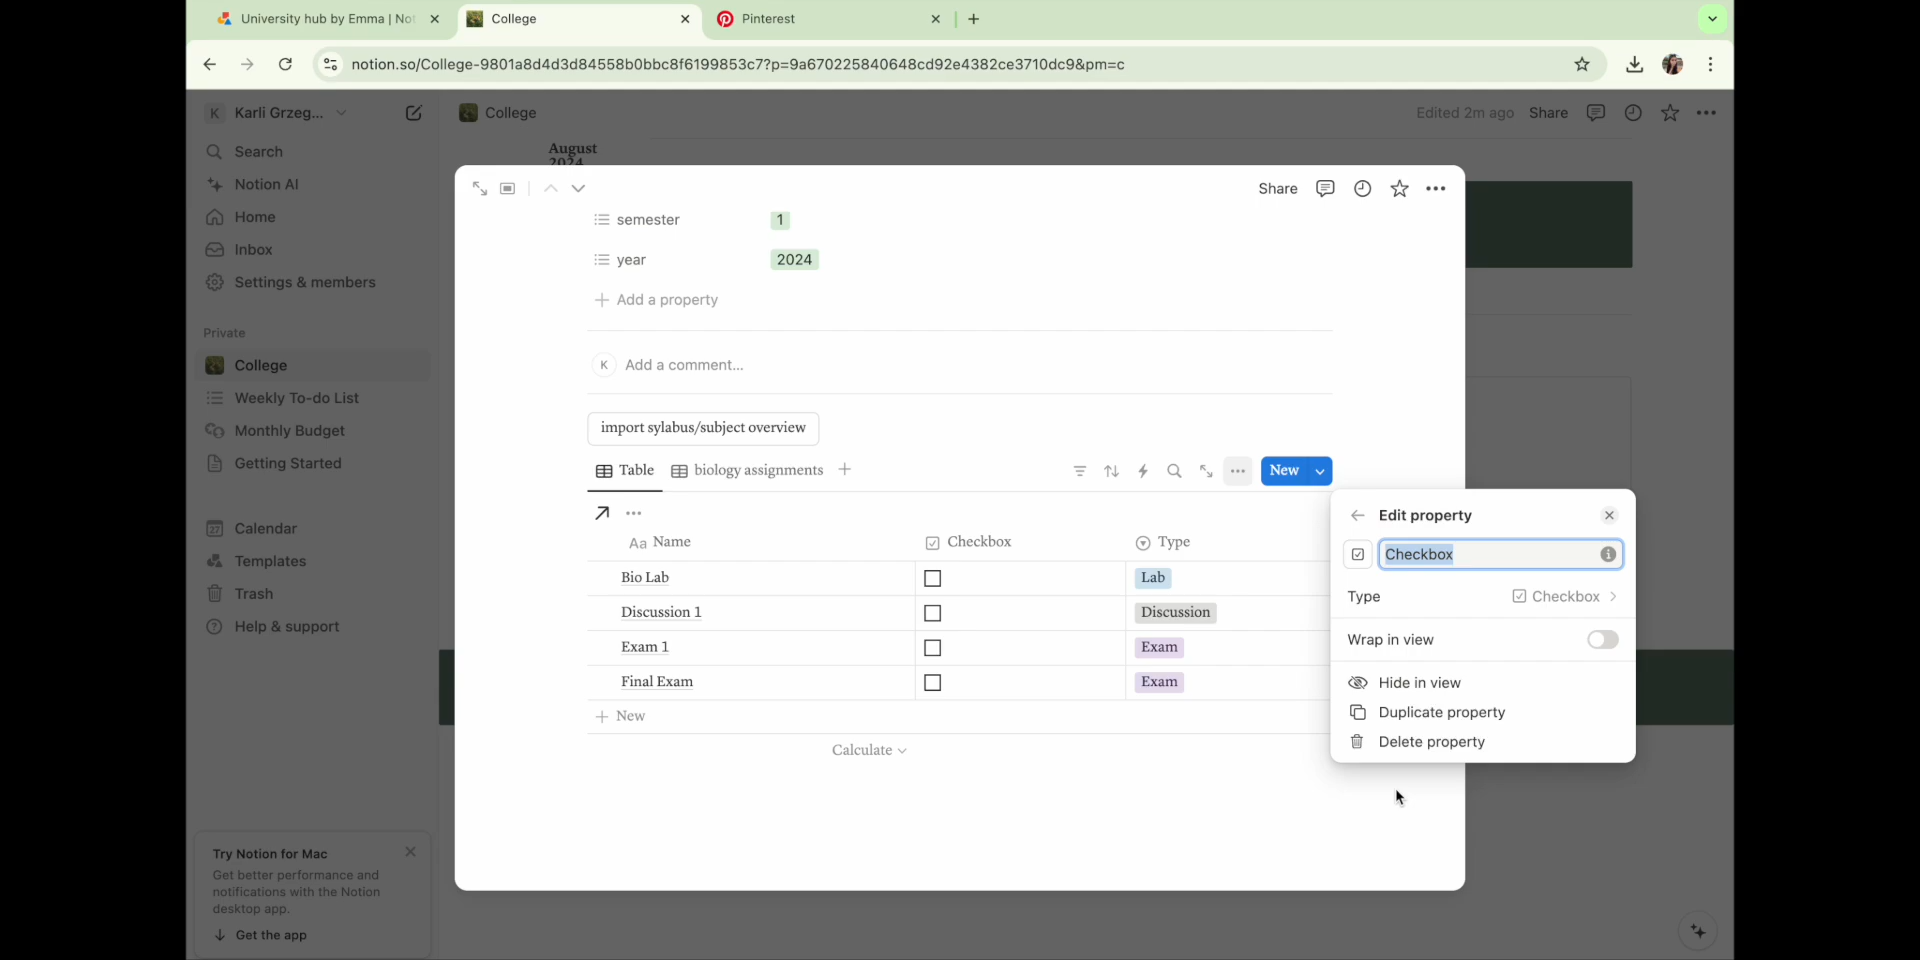 University hub by Emma | Not
College
Pinterest
notion.so/College-9801a8d4d3d84558b0bbc8f6199853c7?p=9a670225840648cd92e4382ce3710dc9&pm=c
K Karli Grzeg...
College
Edited 2m ago Share
Search
Notion AI
Home
Inbox
Settings & members
Private
College
Weekly To-do List
Monthly Budget
Getting Started
27 Calendar
Templates
Trash
Help & support
Try Notion for Mac
Get better performance and
notifications with the Notion
desktop app.
Get the app
August
2024
Share
semester 1
year 2024
Add a property
K Add a comment...
import sylabus/subject overview
Table biology assignments
New
Aa Name Checkbox Type
Bio Lab Lab
Discussion 1 Discussion
Exam 1 Exam
Final Exam Exam
New
Calculate
Edit property
Checkbox
Type Checkbox
Wrap in view
Hide in view
Duplicate property
Delete property